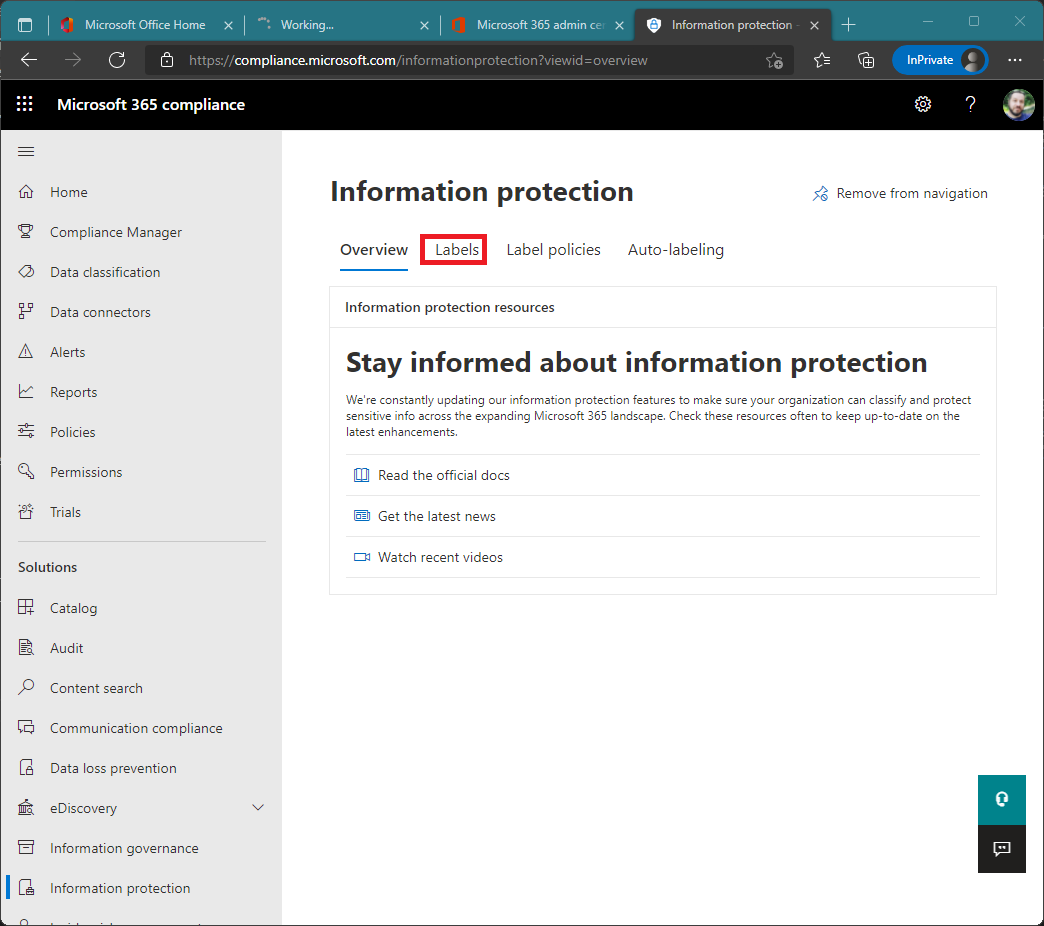 Microsoft Office Home
Working...
Microsoft 365 admin ce
Information protection -
https://compliance.microsoft.com/informationprotection?viewid=overview
InPrivate
Microsoft 365 compliance
?
Home
Compliance Manager
Data classification
Data connectors
Alerts
Reports
Policies
Permissions
Trials
Solutions
Catalog
Audit
Content search
Communication compliance
Data loss prevention
eDiscovery
Information governance
Information protection
Information protection
Remove from navigation
Overview
Labels
Label policies
Auto-labeling
Information protection resources
Stay informed about information protection
We're constantly updating our information protection features to make sure your organization can classify and protect
sensitive info across the expanding Microsoft 365 landscape. Check these resources often to keep up-to-date on the
latest enhancements.
Read the official docs
Get the latest news
Watch recent videos